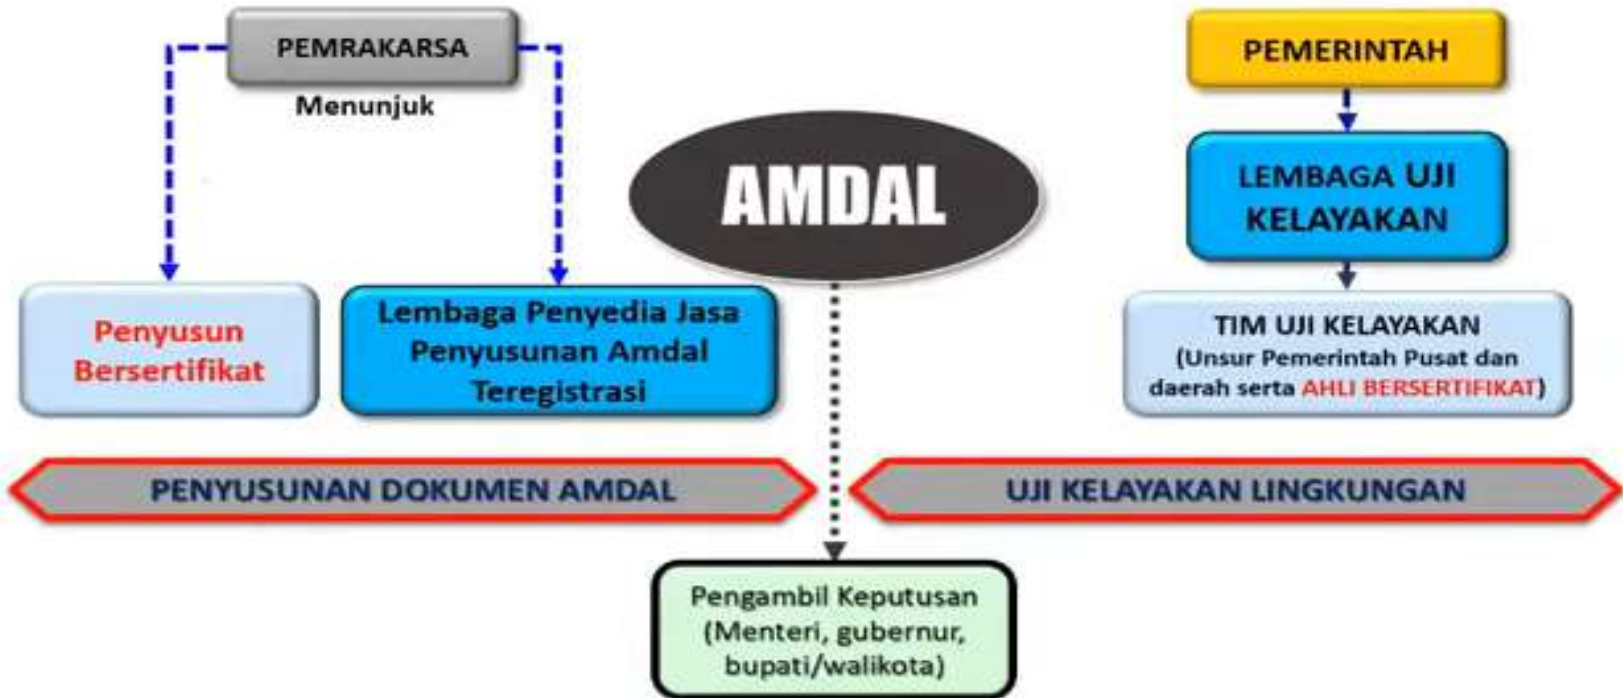 PEMRAKARSA
Menunjuk
Penyusun
Bersertifikat
Lembaga Penyedia Jasa
Penyusunan Amdal
Teregistrasi
PENYUSUNAN DOKUMEN AMDAL
AMDAL
PEMERINTAH
LEMBAGA UJI
KELAYAKAN
TIM UJI KELAYAKAN
(Unsur Pemerintah Pusat dan
daerah serta AHLI BERSERTIFIKAT)
UJI KELAYAKAN LINGKUNGAN
Pengambil Keputusan
(Menteri, gubernur,
bupati/walikota)